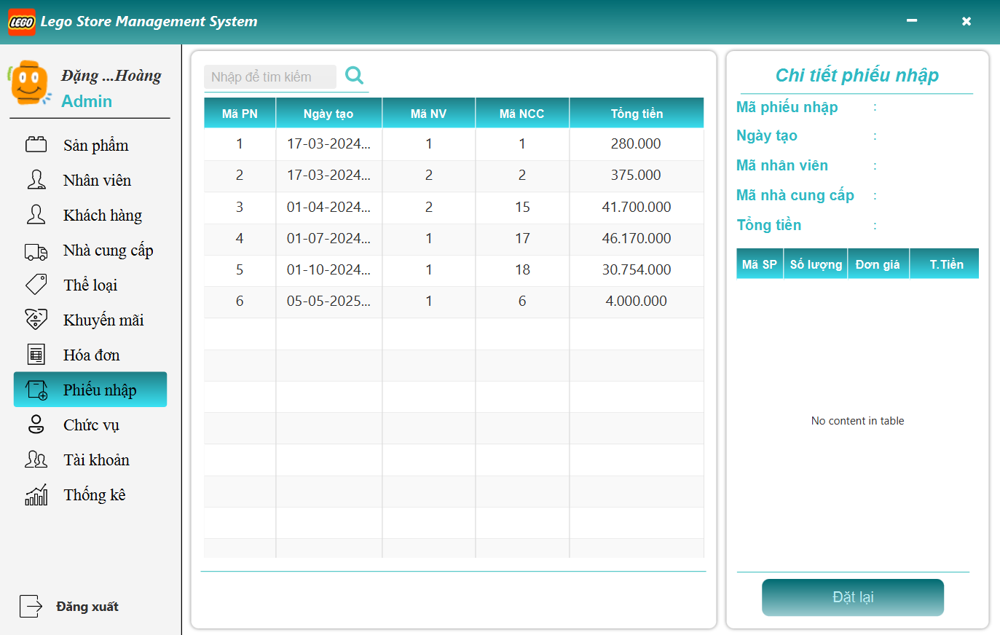 LEGO Lego Store Management System
Đặng ...Hoàng
Admin
Sản phẩm
Nhân viên
Khách hàng
Nhà cung cấp
Thể loại
Khuyến mãi
Hóa đơn
Phiếu nhập
Chức vụ
Tài khoản
Thống kê
Đăng xuất
Nhập để tìm kiếm
Mã PN Ngày tạo Mã NV Mã NCC Tổng tiền
1 17-03-2024... 1 1 280.000
2 17-03-2024... 2 2 375.000
3 01-04-2024... 2 15 41.700.000
4 01-07-2024... 1 17 46.170.000
5 01-10-2024... 1 18 30.754.000
6 05-05-2025... 1 6 4.000.000
Chi tiết phiếu nhập
Mã phiếu nhập :
Ngày tạo :
Mã nhân viên :
Mã nhà cung cấp :
Tổng tiền :
Mã SP Số lượng Đơn giá T.Tiền
No content in table
Đặt lại